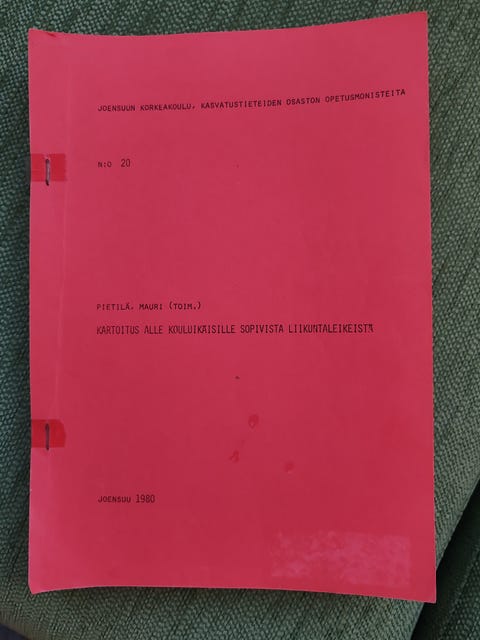 JOENSUUN KORKEAKOULU, KASVATUSTIETEIDEN OSASTON OPETUSMONISTEITA
N:O 20
PIETILÄ, MAURI (TOIM.)
KARTOITUS ALLE KOULUIKÄISILLE SOPIVISTA LIIKUNTALEIKEISTÄ
JOENSUU 1980